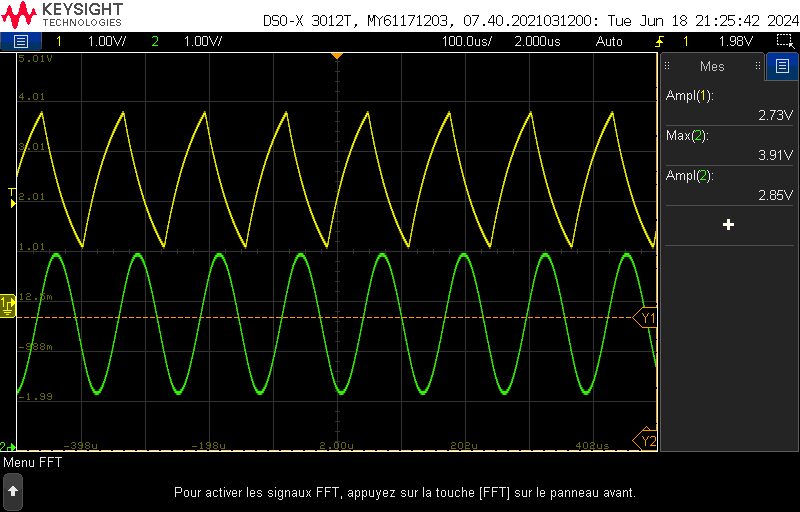 KEYSIGHT
TECHNOLOGIES
DSO-X 3012T, MY61171203, 07.40.2021031200: Tue Jun 18 21:25:42 2024
1 1.00V/ 2 1.00V/ 100.0us/ 2.000us Auto 1 1.98V
5.01V
4.01
3.01
T
2.01
1.01
1
12.5m
Y1
-988m
-1.99
2
-398u -198u 2.00u 202u 402us
Y2
Mes
Ampl(1):
2.73V
Max(2):
3.91V
Ampl(2):
2.85V
+
Menu FFT
Pour activer les signaux FFT, appuyez sur la touche [FFT] sur le panneau avant.